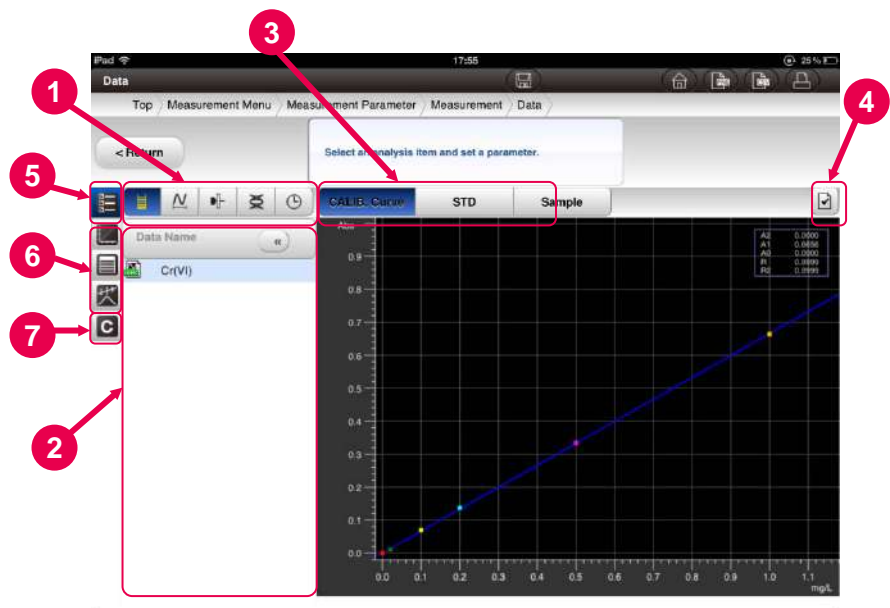 3
iPad 17:55 25 %
Data
1
Top Measurement Menu Measurement Parameter Measurement Data
4
< Return
Select an analysis item and set a parameter.
5
CALIB. Curve STD Sample
Abs
Data Name «
A2 0.0000
A1 0.6656
A0 0.0000
R 0.9999
R2 0.9999
0.9
6
Cr(VI)
0.8
7
C
0.7
0.6
0.5
2
0.4
0.3
0.2
0.1
0.0
0.0 0.1 0.2 0.3 0.4 0.5 0.6 0.7 0.8 0.9 1.0 1.1
mg/L